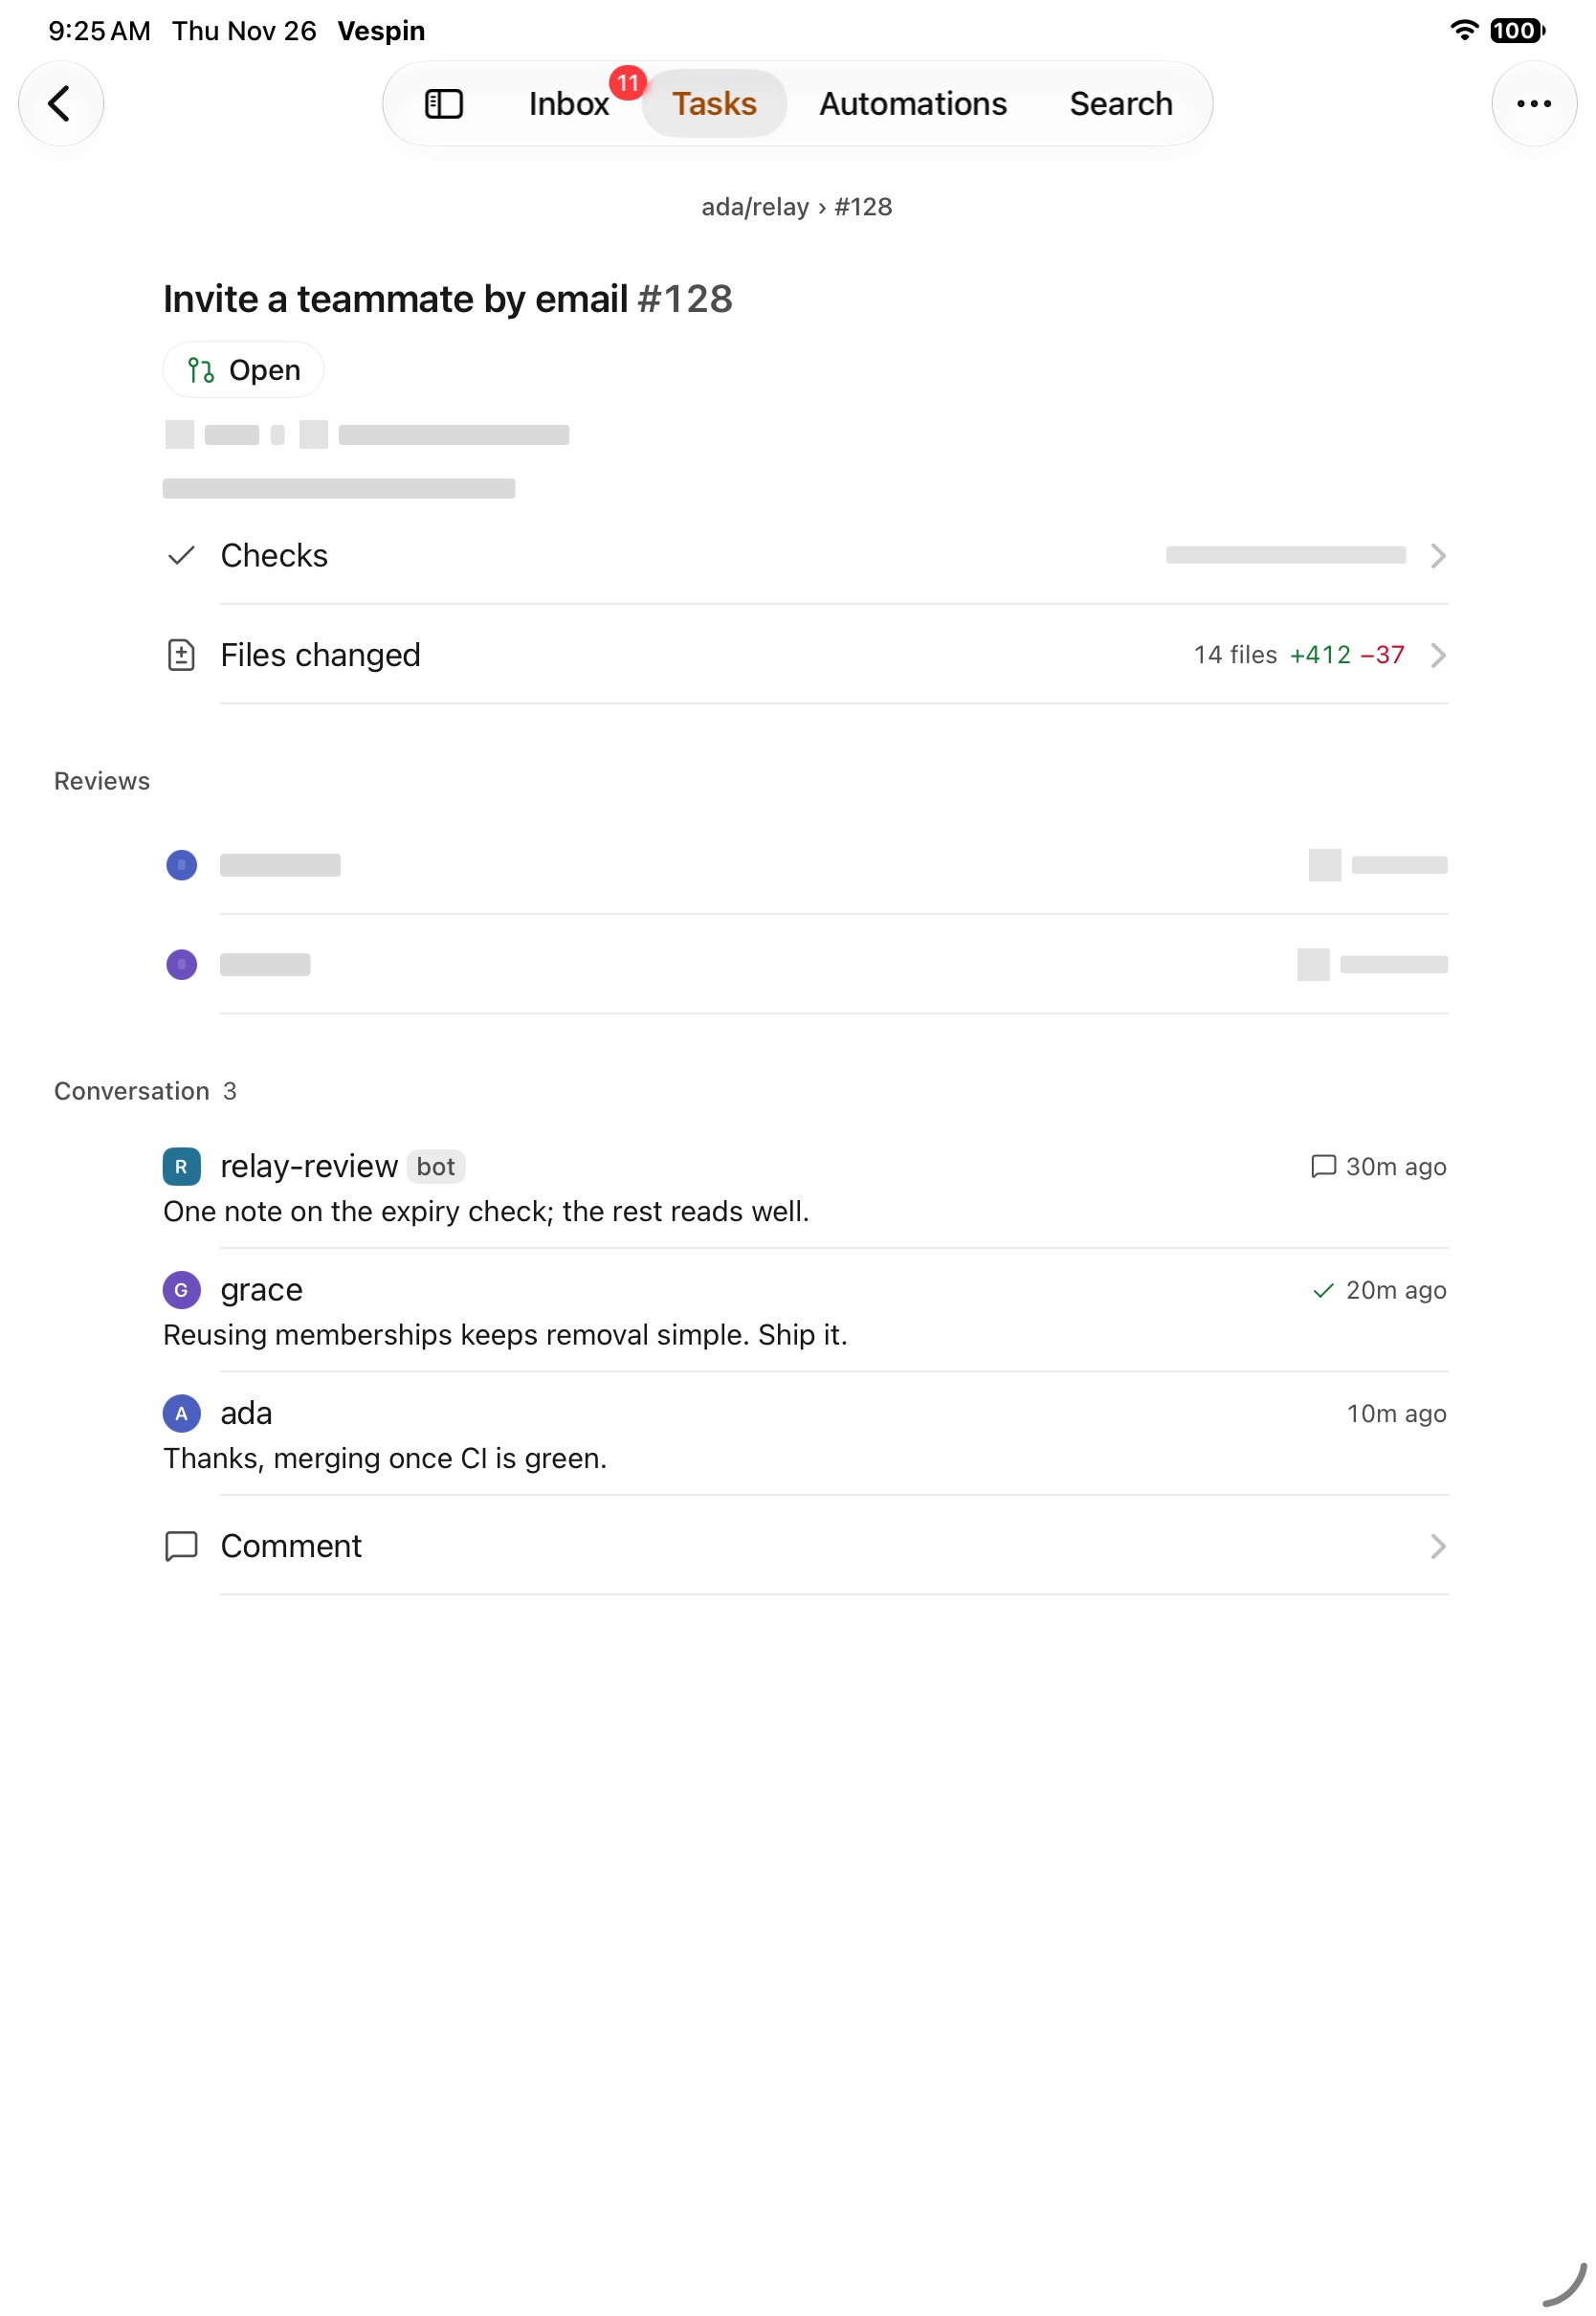 9:25 AM Thu Nov 26 Vespin 100
Inbox 11 Tasks Automations Search
ada/relay › #128
Invite a teammate by email #128
Open
Checks
Files changed 14 files +412 −37
Reviews
Conversation 3
R relay-review bot 30m ago
One note on the expiry check; the rest reads well.
G grace 20m ago
Reusing memberships keeps removal simple. Ship it.
A ada 10m ago
Thanks, merging once CI is green.
Comment